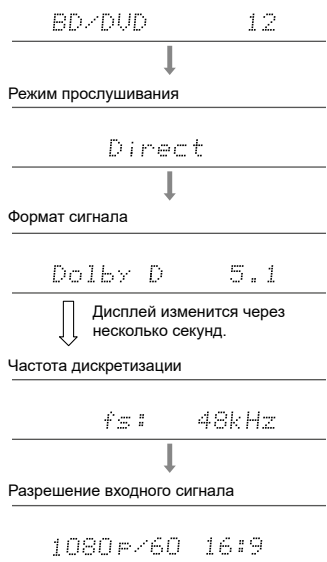 BD/DVD 12
Режим прослушивания
Direct
Формат сигнала
Dolby D 5.1
Дисплей изменится через
несколько секунд.
Частота дискретизации
fs: 48kHz
Разрешение входного сигнала
1080p/60 16:9